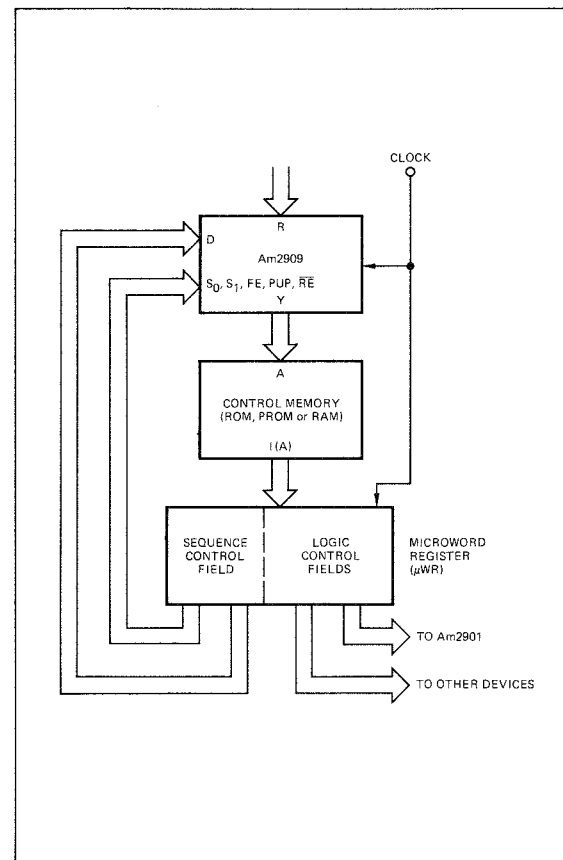 CLOCK
R
D
Am2909
S₀, S₁, FE, PUP, R̅E̅
Y
A
CONTROL MEMORY
(ROM, PROM or RAM)
I(A)
SEQUENCE
CONTROL
FIELD
LOGIC
CONTROL
FIELDS
MICROWORD
REGISTER
(μWR)
TO Am2901
TO OTHER DEVICES